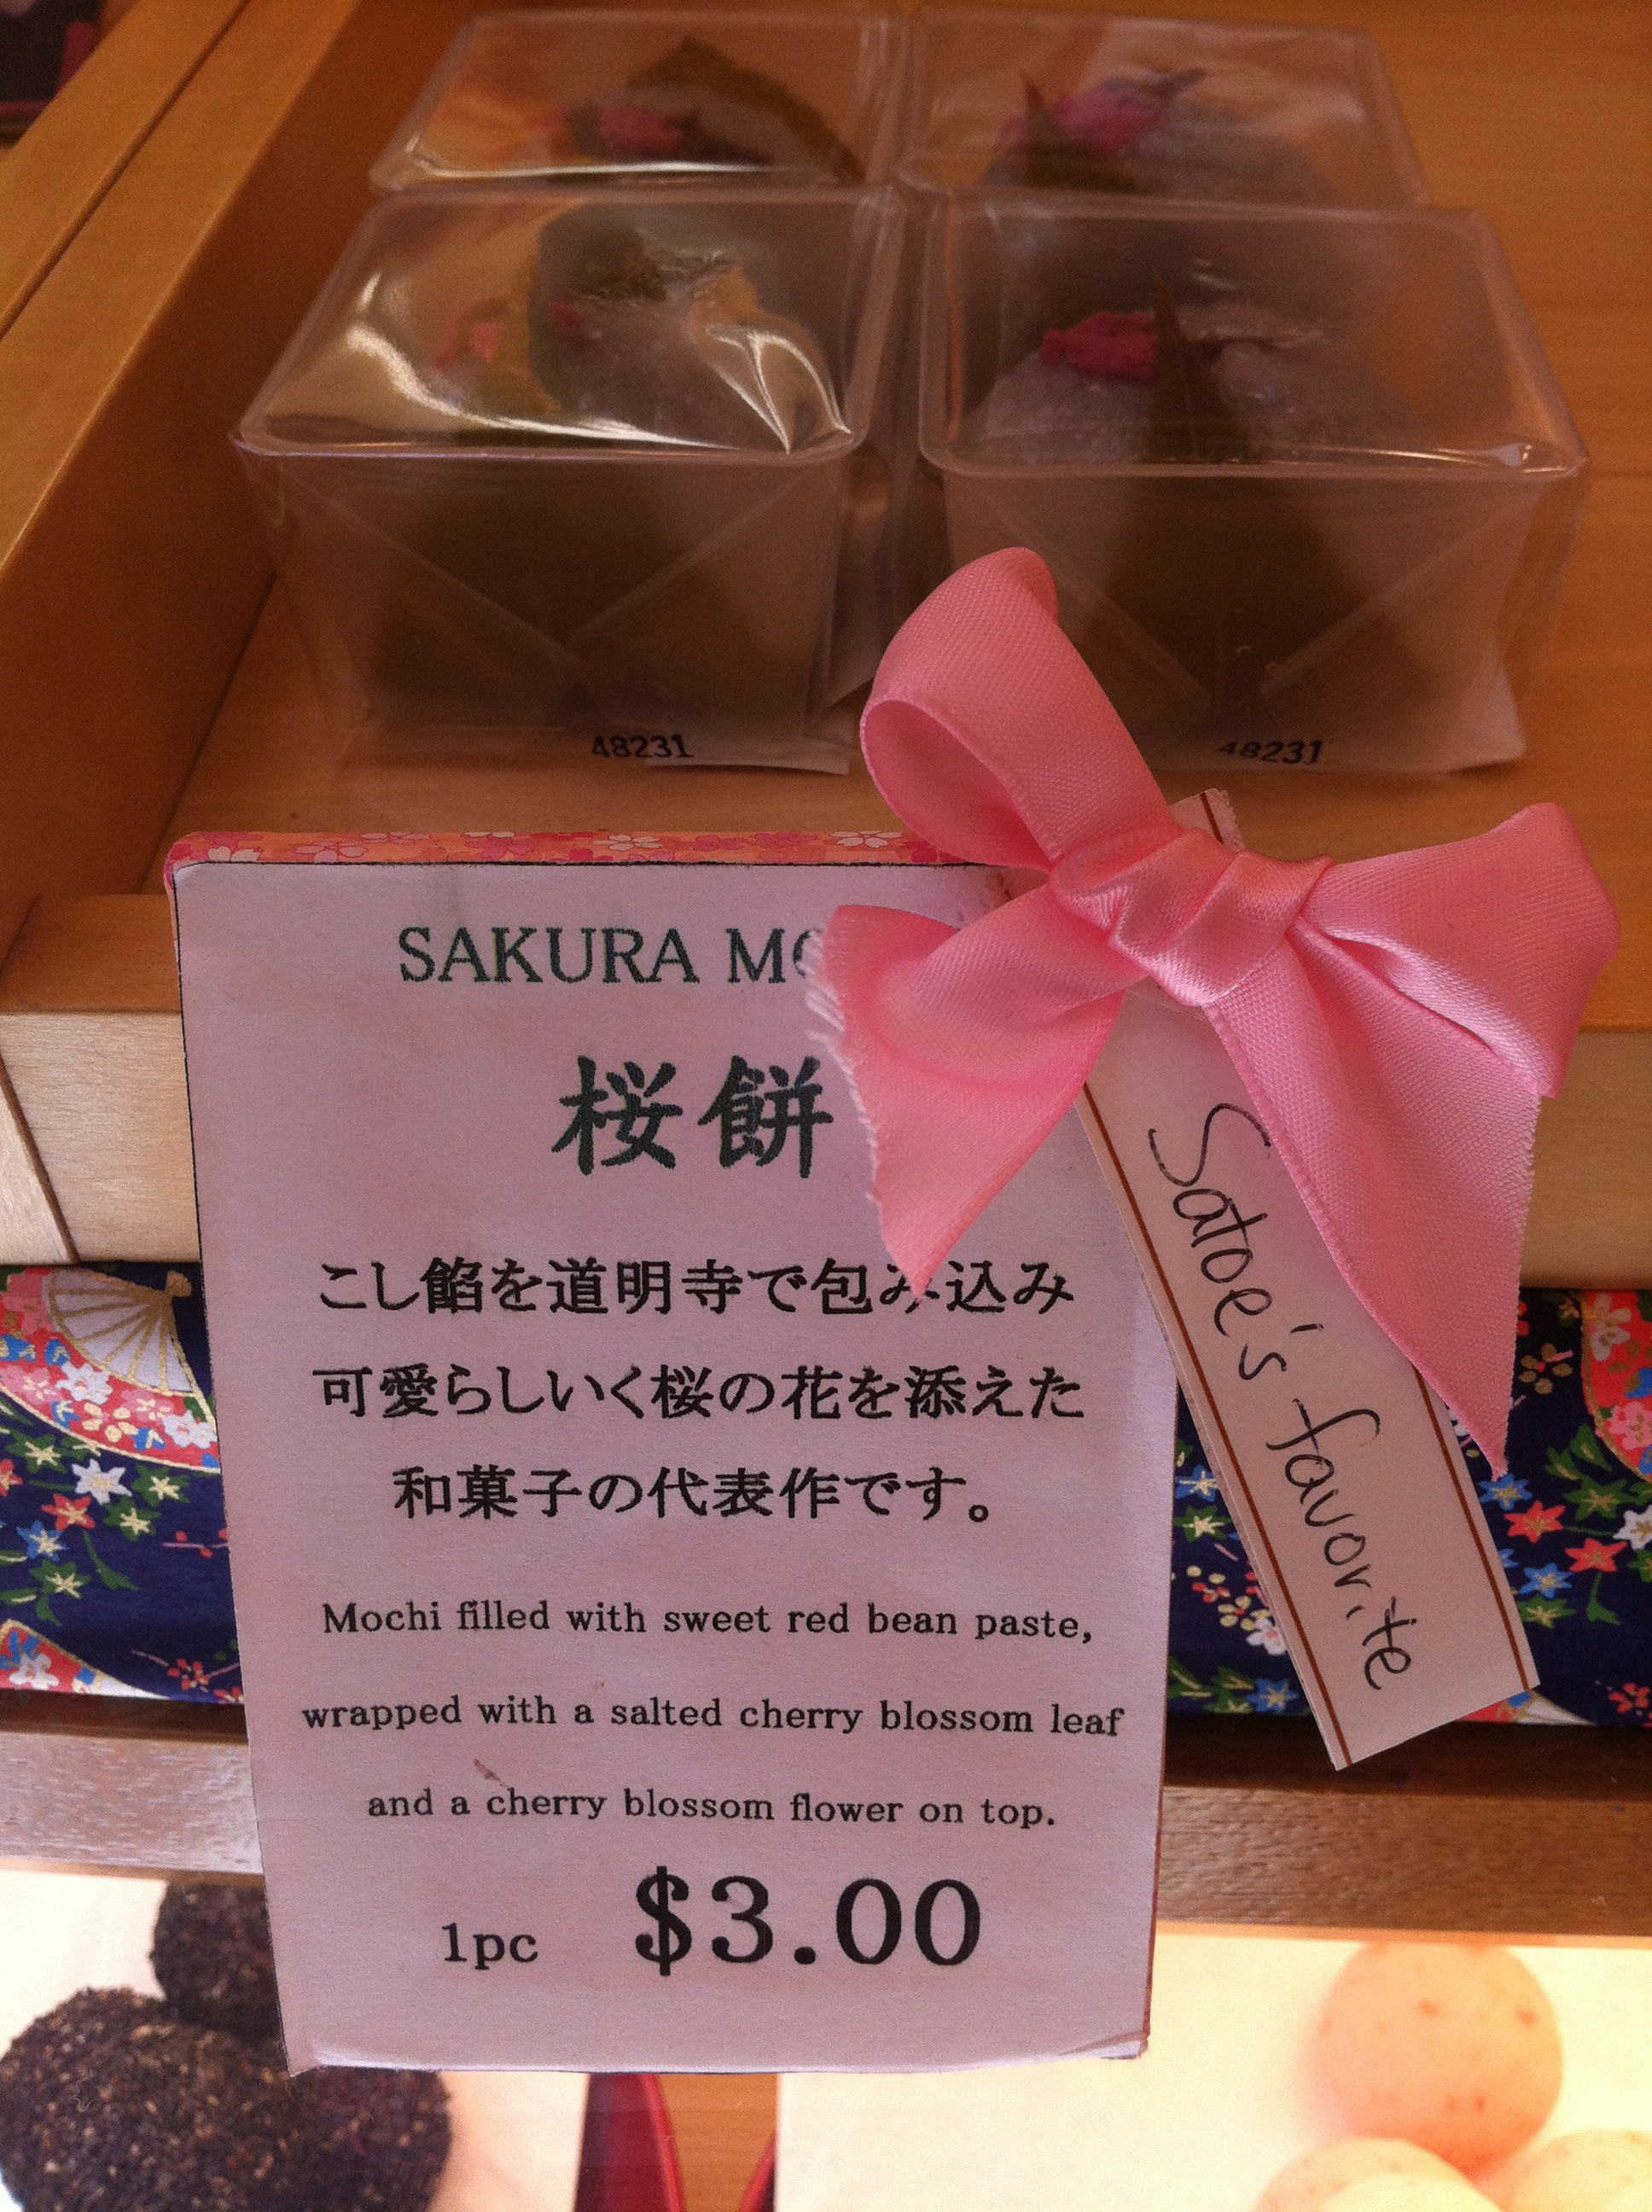 48231
48231
SAKURA
桜餅
こし餡を道明寺で包み込み
可愛らしいく桜の花を添えた
和菓子の代表作です。
Mochi filled with sweet red bean paste,
wrapped with a salted cherry blossom leaf
and a cherry blossom flower on top.
1pc $3.00
Satoe's favorite